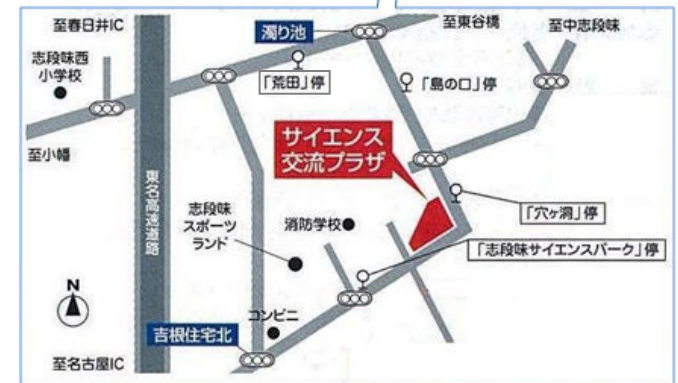 至春日井IC
濁り池
至東谷橋
至中志段味
志段味西
小学校
「荒田」停
「島の口」停
至小幡
サイエンス
交流プラザ
東名高速道路
志段味
スポーツ
ランド
消防学校
「穴ヶ洞」停
「志段味サイエンスパーク」停
N
コンビニ
吉根住宅北
至名古屋IC